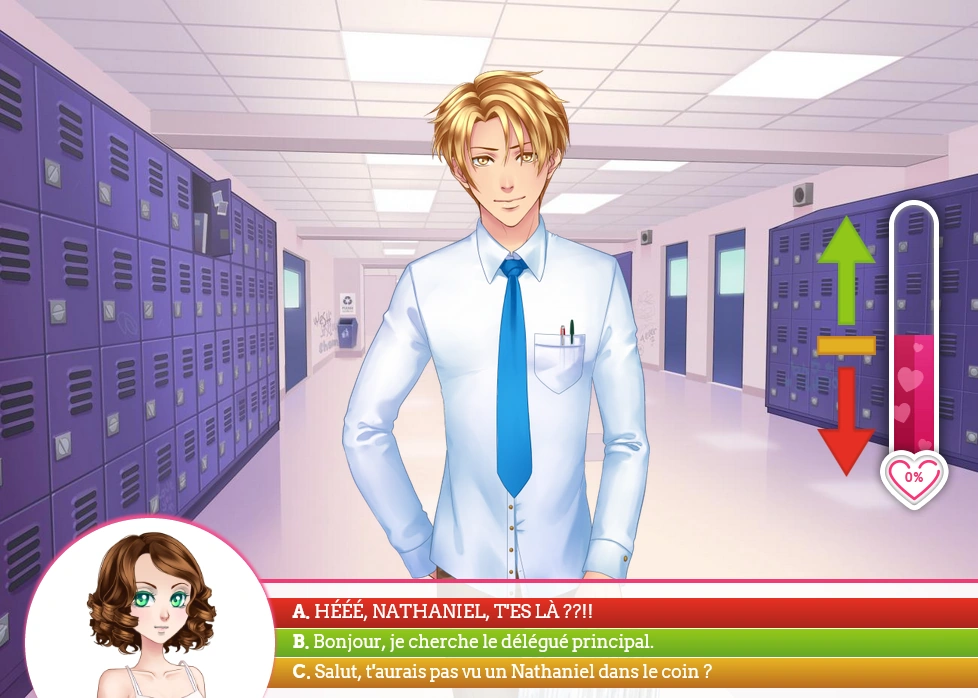 0%
A. HÉÉÉ, NATHANIEL, T'ES LÀ ??!!
B. Bonjour, je cherche le délégué principal.
C. Salut, t'aurais pas vu un Nathaniel dans le coin ?